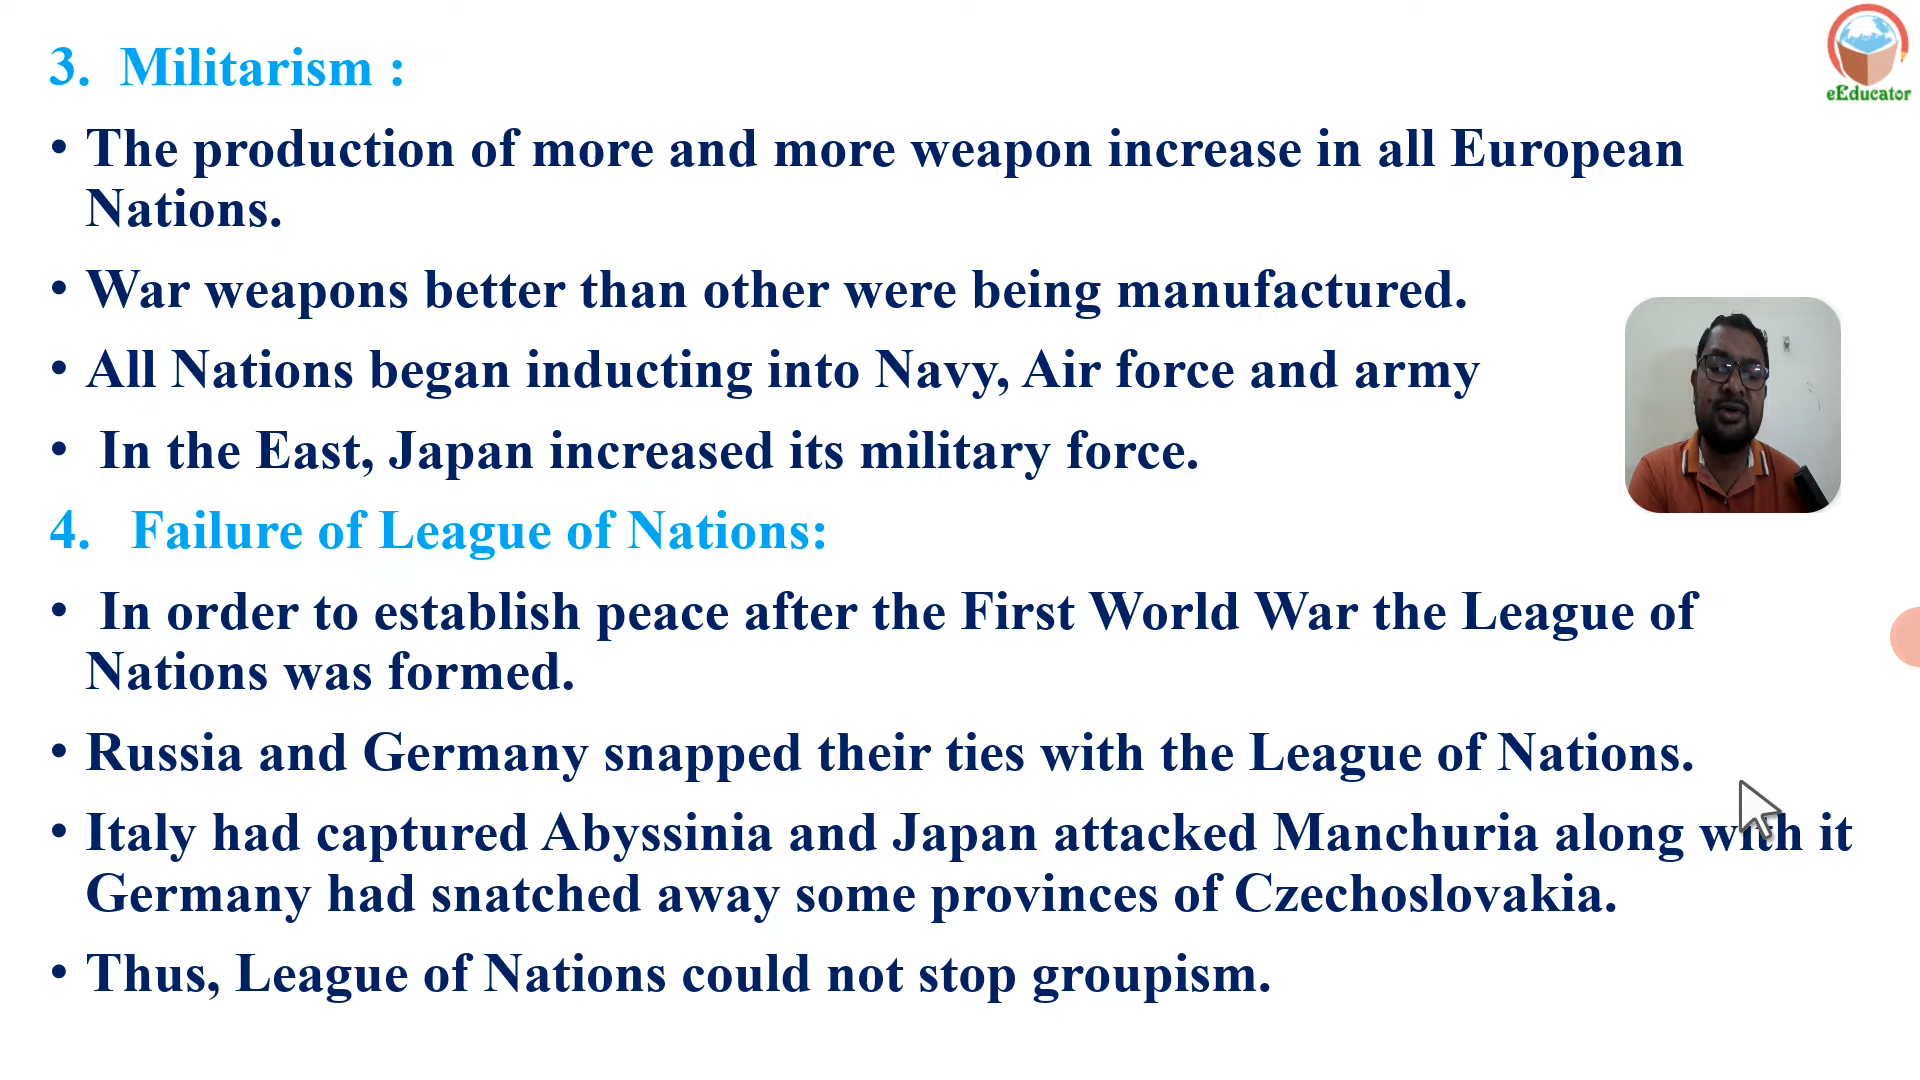 3. Militarism :
• The production of more and more weapon increase in all European
Nations.
• War weapons better than other were being manufactured.
• All Nations began inducting into Navy, Air force and army
• In the East, Japan increased its military force.
4. Failure of League of Nations:
• In order to establish peace after the First World War the League of
Nations was formed.
• Russia and Germany snapped their ties with the League of Nations.
• Italy had captured Abyssinia and Japan attacked Manchuria along with it
Germany had snatched away some provinces of Czechoslovakia.
• Thus, League of Nations could not stop groupism.
eEducator